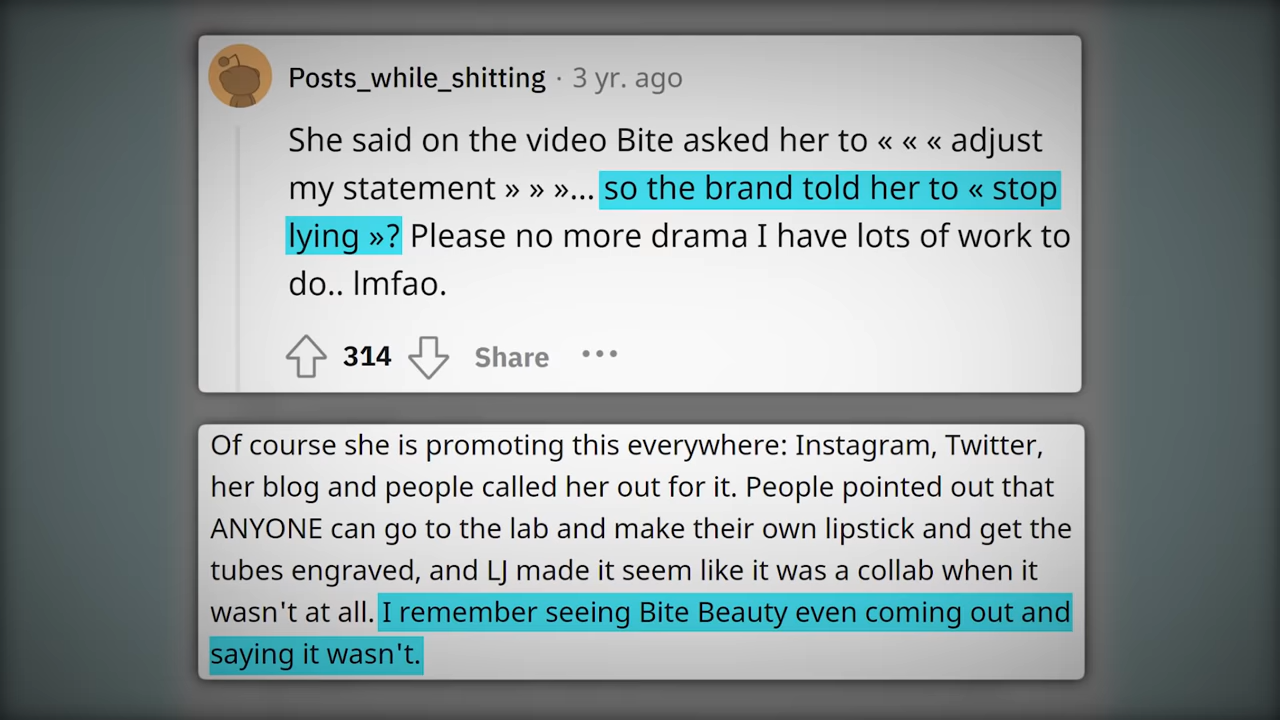 Posts_while_shitting · 3 yr. ago
She said on the video Bite asked her to « « « adjust
my statement » » »... so the brand told her to « stop
lying »? Please no more drama I have lots of work to
do.. lmfao.
314 Share •••
Of course she is promoting this everywhere: Instagram, Twitter,
her blog and people called her out for it. People pointed out that
ANYONE can go to the lab and make their own lipstick and get the
tubes engraved, and LJ made it seem like it was a collab when it
wasn't at all. I remember seeing Bite Beauty even coming out and
saying it wasn't.